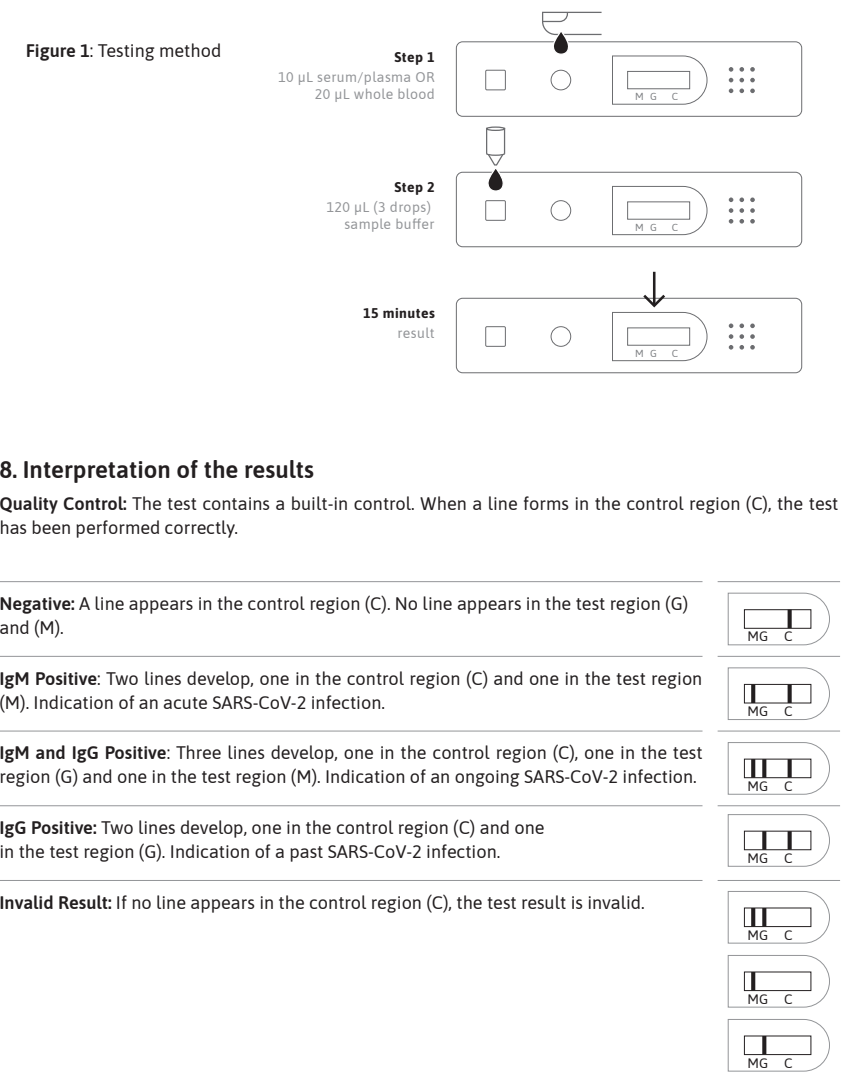 Figure 1: Testing method
Step 1
10 µL serum/plasma OR
20 µL whole blood
M G C
Step 2
120 µL (3 drops)
sample buffer
M G C
15 minutes
result
M G C
8. Interpretation of the results
Quality Control: The test contains a built-in control. When a line forms in the control region (C), the test
has been performed correctly.
Negative: A line appears in the control region (C). No line appears in the test region (G)
and (M).
MG C
IgM Positive: Two lines develop, one in the control region (C) and one in the test region
(M). Indication of an acute SARS-CoV-2 infection.
MG C
IgM and IgG Positive: Three lines develop, one in the control region (C), one in the test
region (G) and one in the test region (M). Indication of an ongoing SARS-CoV-2 infection.
MG C
IgG Positive: Two lines develop, one in the control region (C) and one
in the test region (G). Indication of a past SARS-CoV-2 infection.
MG C
Invalid Result: If no line appears in the control region (C), the test result is invalid.
MG C
MG C
MG C